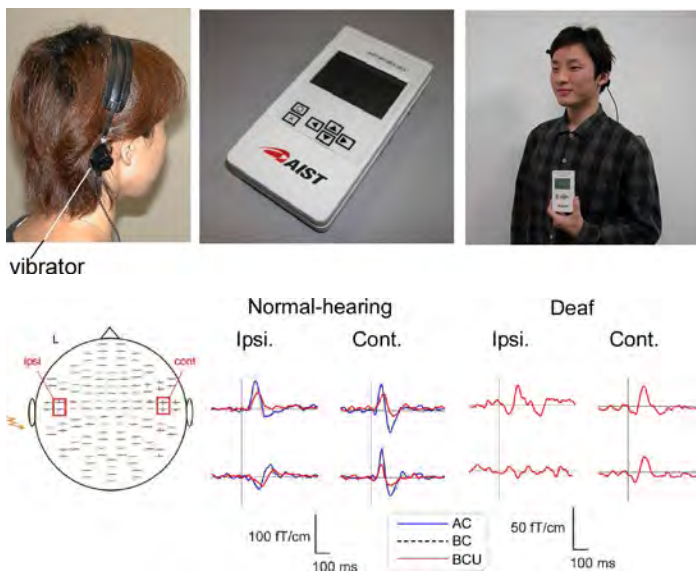 AIST
vibrator
Normal-hearing
Deaf
L
Ipsi.
Cont.
Ipsi.
Cont.
ipsi
cont
AC
BC
BCU
100 fT/cm
100 ms
50 fT/cm
100 ms